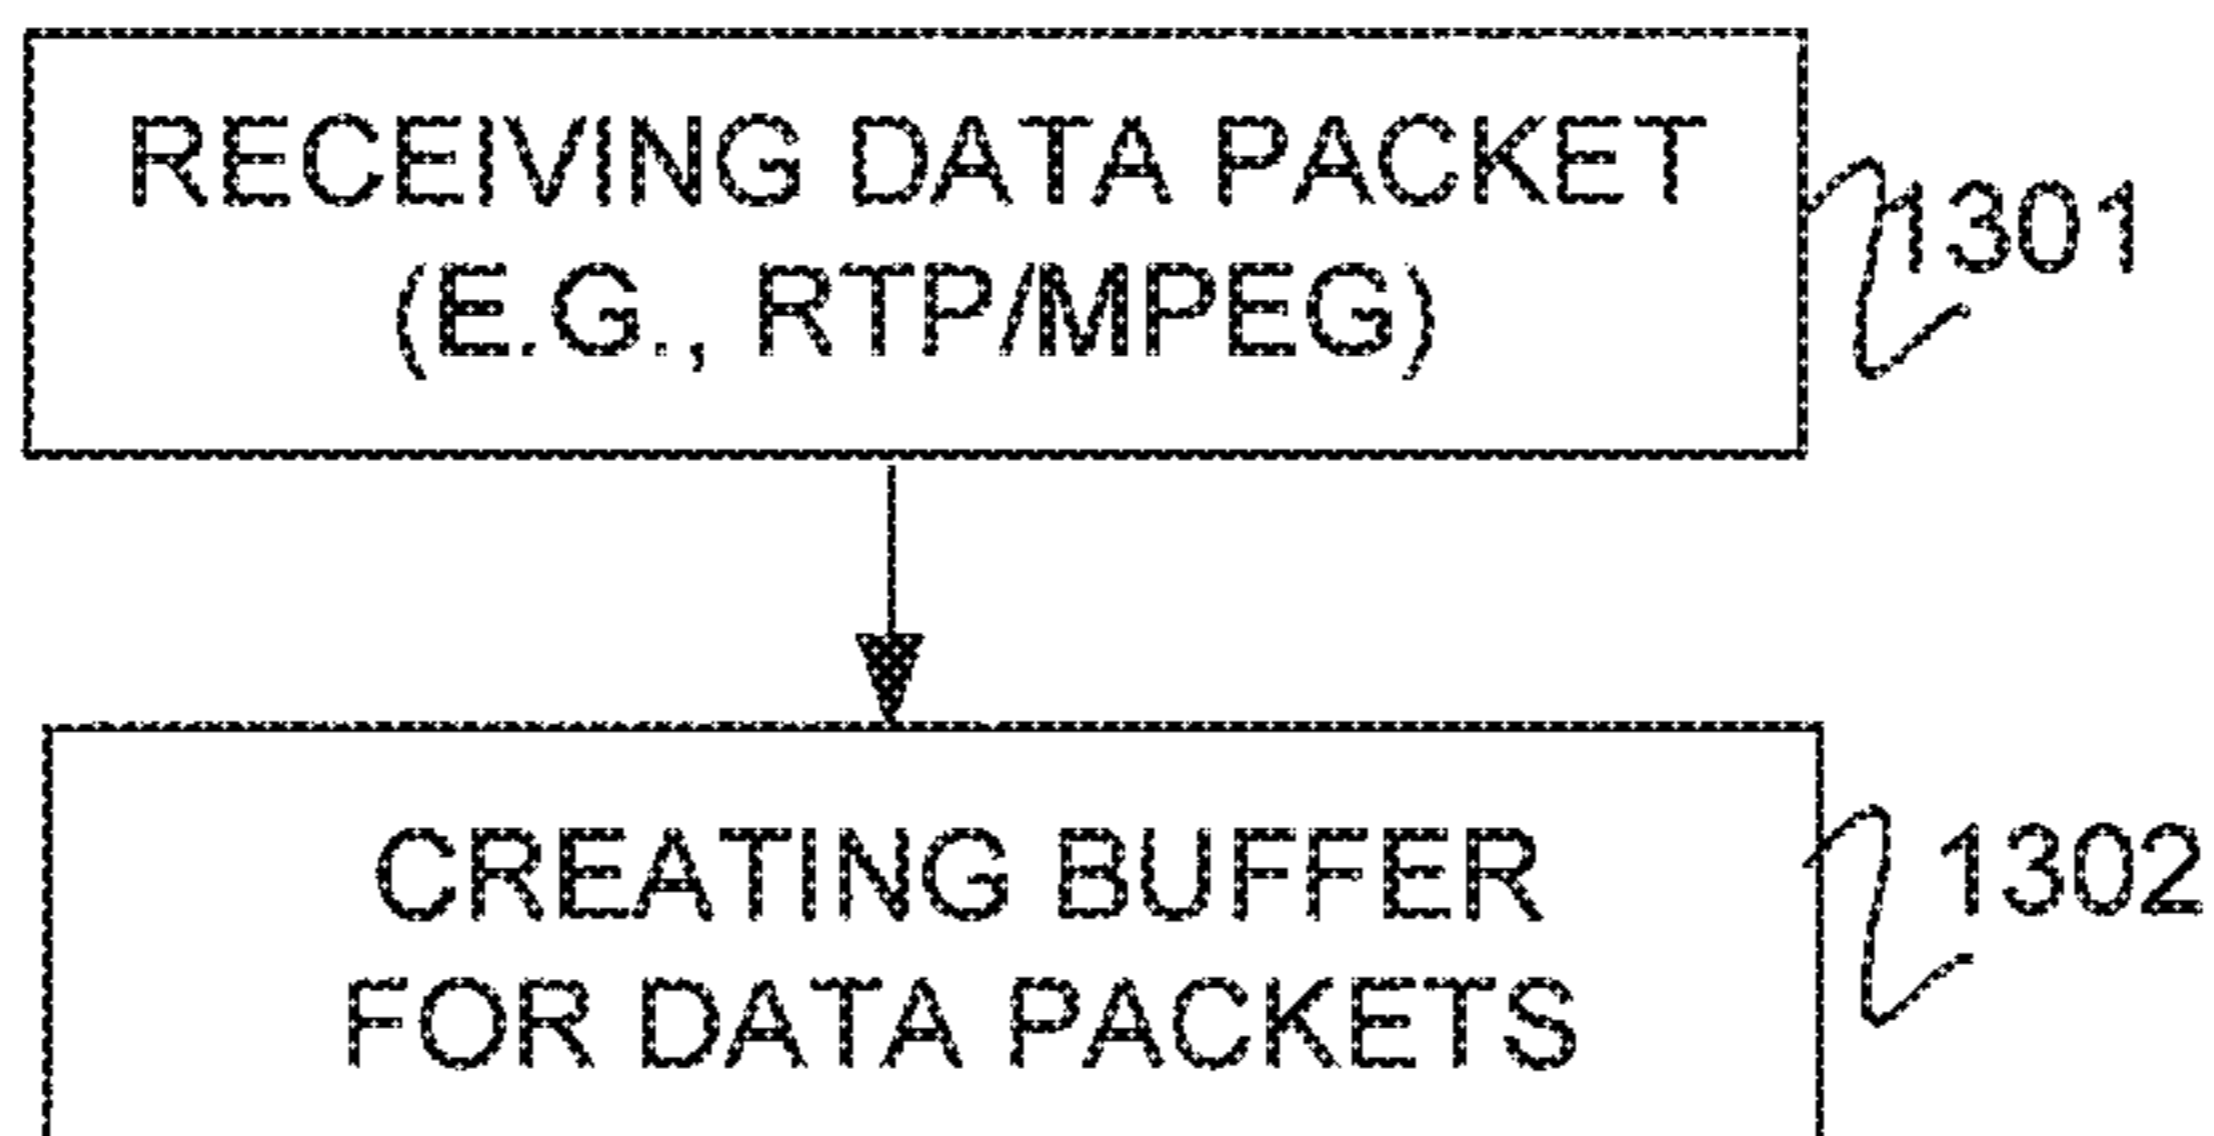 RECEIVING DATA PACKET
(E.G., RTP/MPEG)
1301
CREATING BUFFER
FOR DATA PACKETS
1302